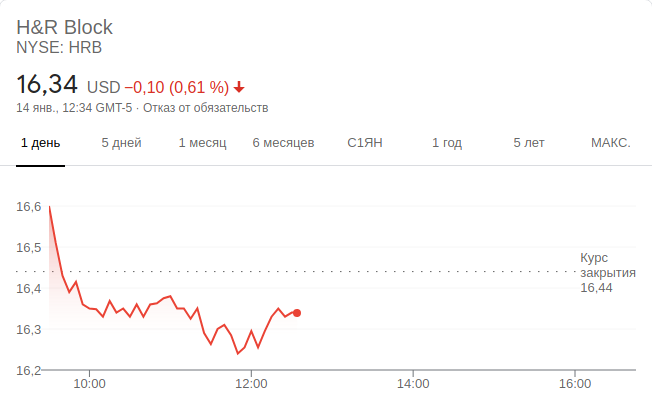 H&R Block
NYSE: HRB
16,34 USD −0,10 (0,61 %)
14 янв., 12:34 GMT-5 · Отказ от обязательств
1 день 5 дней 1 месяц 6 месяцев С1ЯН 1 год 5 лет МАКС.
16,6
16,5
Курс
закрытия
16,44
16,4
16,3
16,2
10:00 12:00 14:00 16:00